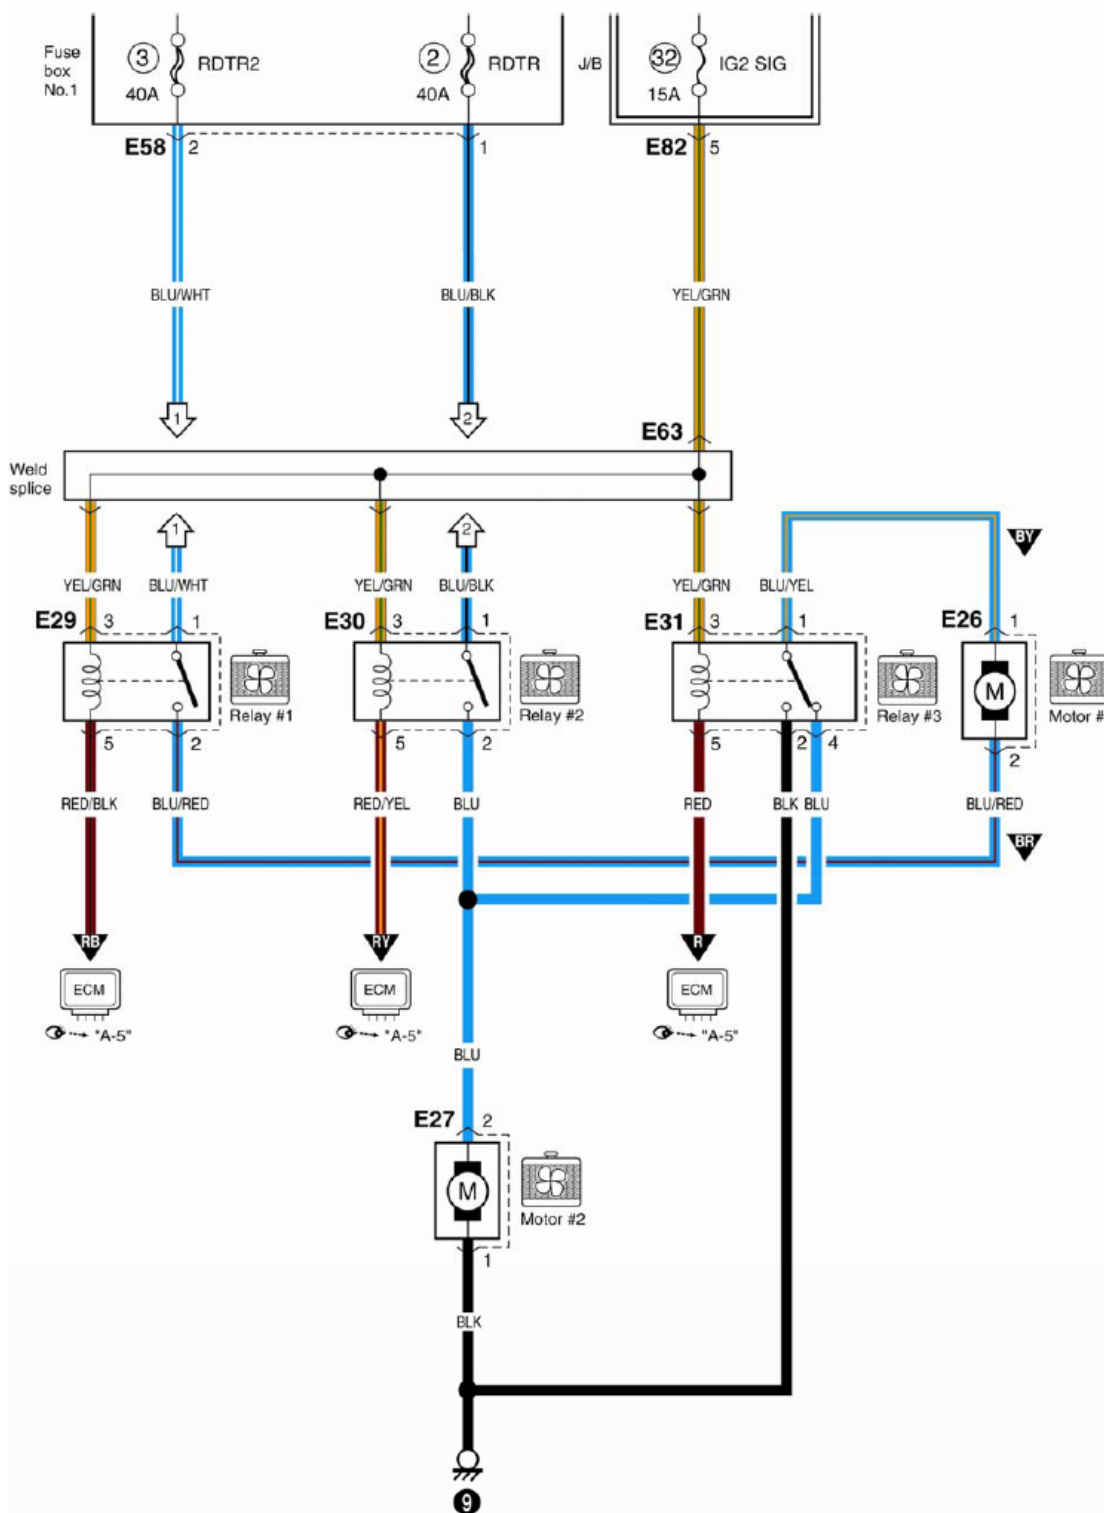 Fuse box No.1
3 RDTR2 40A
2 RDTR 40A
J/B
32 IG2 SIG 15A
E58 2 1
E82 5
BLU/WHT BLU/BLK YEL/GRN
1 2
E63
Weld splice
1 2
BY
YEL/GRN BLU/WHT YEL/GRN BLU/BLK YEL/GRN BLU/YEL
E29 3 1 E30 3 1 E31 3 1 E26 1
M
Relay #1 Relay #2 Relay #3 Motor #
5 2 5 2 5 2 4 2
RED/BLK BLU/RED RED/YEL BLU RED BLK BLU BLU/RED
BR
RB RY R
ECM ECM ECM
"A-5" "A-5" "A-5"
BLU
E27 2
M
Motor #2
1
BLK
9